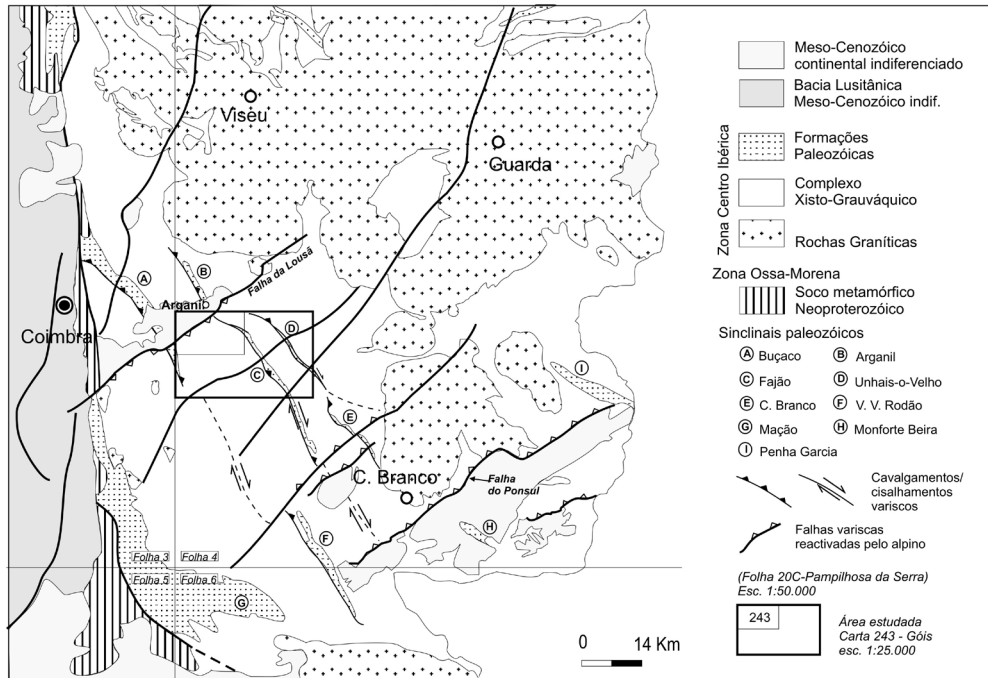 Viseu
Guarda
Falha da Lousã
A
B
Arganil
Coimbra
D
C
I
E
C. Branco
Falha
do Ponsul
F
H
Folha 3
Folha 4
Folha 5
Folha 6
G
0 14 Km
Meso-Cenozóico
continental indiferenciado
Bacia Lusitânica
Meso-Cenozóico indif.
Zona Centro Ibérica
Formações
Paleozóicas
Complexo
Xisto-Grauváquico
Rochas Graníticas
Zona Ossa-Morena
Soco metamórfico
Neoproterozóico
Sinclinais paleozóicos
A Buçaco B Arganil
C Fajão D Unhais-o-Velho
E C. Branco F V. V. Rodão
G Mação H Monforte Beira
I Penha Garcia
Cavalgamentos/
cisalhamentos
variscos
Falhas variscas
reactivadas pelo alpino
(Folha 20C-Pampilhosa da Serra)
Esc. 1:50.000
243
Área estudada
Carta 243 - Góis
esc. 1:25.000